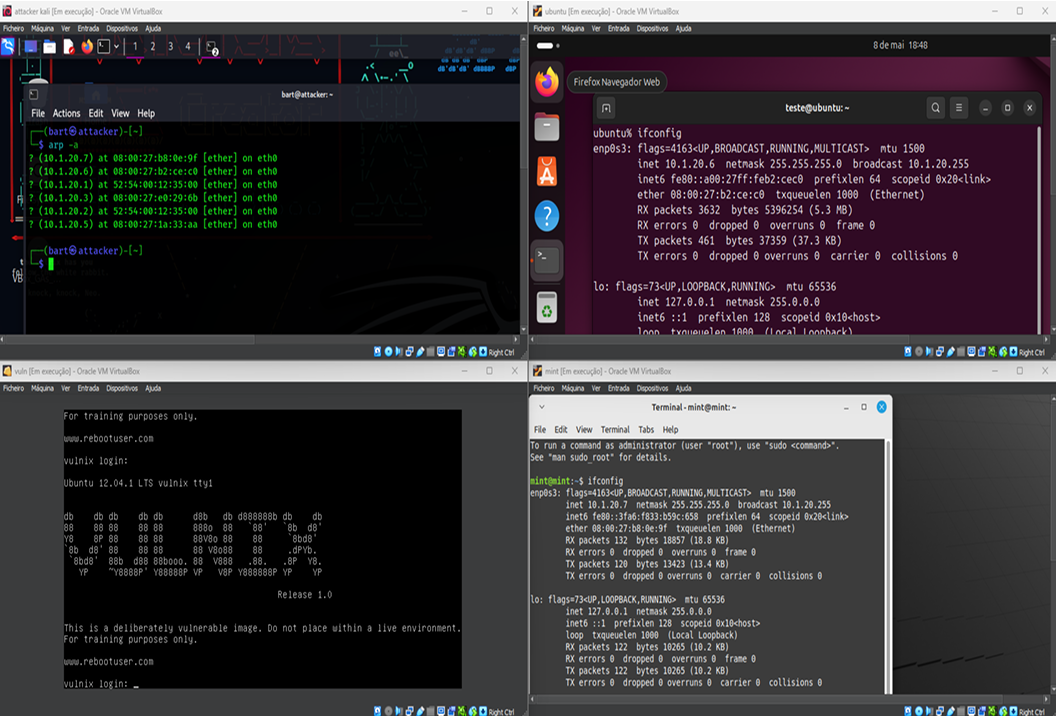 attacker kali [Em execução] - Oracle VM VirtualBox
Ficheiro Máquina Ver Entrada Dispositivos Ajuda
1 2 3 4
bart@attacker: ~
File Actions Edit View Help
(bart㉿attacker)-[~]
$ arp -a
? (10.1.20.7) at 08:00:27:b8:0e:9f [ether] on eth0
? (10.1.20.6) at 08:00:27:b2:ce:c0 [ether] on eth0
? (10.1.20.1) at 52:54:00:12:35:00 [ether] on eth0
? (10.1.20.3) at 08:00:27:e0:29:6b [ether] on eth0
? (10.1.20.2) at 52:54:00:12:35:00 [ether] on eth0
? (10.1.20.5) at 08:00:27:1a:33:aa [ether] on eth0
(bart㉿attacker)-[~]
$
Right Ctrl
ubuntu [Em execução] - Oracle VM VirtualBox
Ficheiro Máquina Ver Entrada Dispositivos Ajuda
8 de mai 18:48
Firefox Navegador Web
teste@ubuntu: ~
ubuntu% ifconfig
enp0s3: flags=4163<UP,BROADCAST,RUNNING,MULTICAST> mtu 1500
inet 10.1.20.6 netmask 255.255.255.0 broadcast 10.1.20.255
inet6 fe80::a00:27ff:feb2:cec0 prefixlen 64 scopeid 0x20<link>
ether 08:00:27:b2:ce:c0 txqueuelen 1000 (Ethernet)
RX packets 3632 bytes 5396254 (5.3 MB)
RX errors 0 dropped 0 overruns 0 frame 0
TX packets 461 bytes 37359 (37.3 KB)
TX errors 0 dropped 0 overruns 0 carrier 0 collisions 0
lo: flags=73<UP,LOOPBACK,RUNNING> mtu 65536
inet 127.0.0.1 netmask 255.0.0.0
inet6 ::1 prefixlen 128 scopeid 0x10<host>
loop txqueuelen 1000 (Local Loopback)
Right Ctrl
vuln [Em execução] - Oracle VM VirtualBox
Ficheiro Máquina Ver Entrada Dispositivos Ajuda
For training purposes only.
www.rebootuser.com
vulnix login:
Ubuntu 12.04.1 LTS vulnix tty1
VULNIX
Release 1.0
This is a deliberately vulnerable image. Do not place within a live environment.
For training purposes only.
www.rebootuser.com
vulnix login: _
Right Ctrl
mint [Em execução] - Oracle VM VirtualBox
Ficheiro Máquina Ver Entrada Dispositivos Ajuda
Terminal - mint@mint: ~
File Edit View Terminal Tabs Help
To run a command as administrator (user "root"), use "sudo <command>".
See "man sudo_root" for details.
mint@mint:~$ ifconfig
enp0s3: flags=4163<UP,BROADCAST,RUNNING,MULTICAST> mtu 1500
inet 10.1.20.7 netmask 255.255.255.0 broadcast 10.1.20.255
inet6 fe80::3fa6:f833:b59c:658 prefixlen 64 scopeid 0x20<link>
ether 08:00:27:b8:0e:9f txqueuelen 1000 (Ethernet)
RX packets 132 bytes 18857 (18.8 KB)
RX errors 0 dropped 0 overruns 0 frame 0
TX packets 120 bytes 13423 (13.4 KB)
TX errors 0 dropped 0 overruns 0 carrier 0 collisions 0
lo: flags=73<UP,LOOPBACK,RUNNING> mtu 65536
inet 127.0.0.1 netmask 255.0.0.0
inet6 ::1 prefixlen 128 scopeid 0x10<host>
loop txqueuelen 1000 (Local Loopback)
RX packets 122 bytes 10265 (10.2 KB)
RX errors 0 dropped 0 overruns 0 frame 0
TX packets 122 bytes 10265 (10.2 KB)
TX errors 0 dropped 0 overruns 0 carrier 0 collisions 0
Right Ctrl